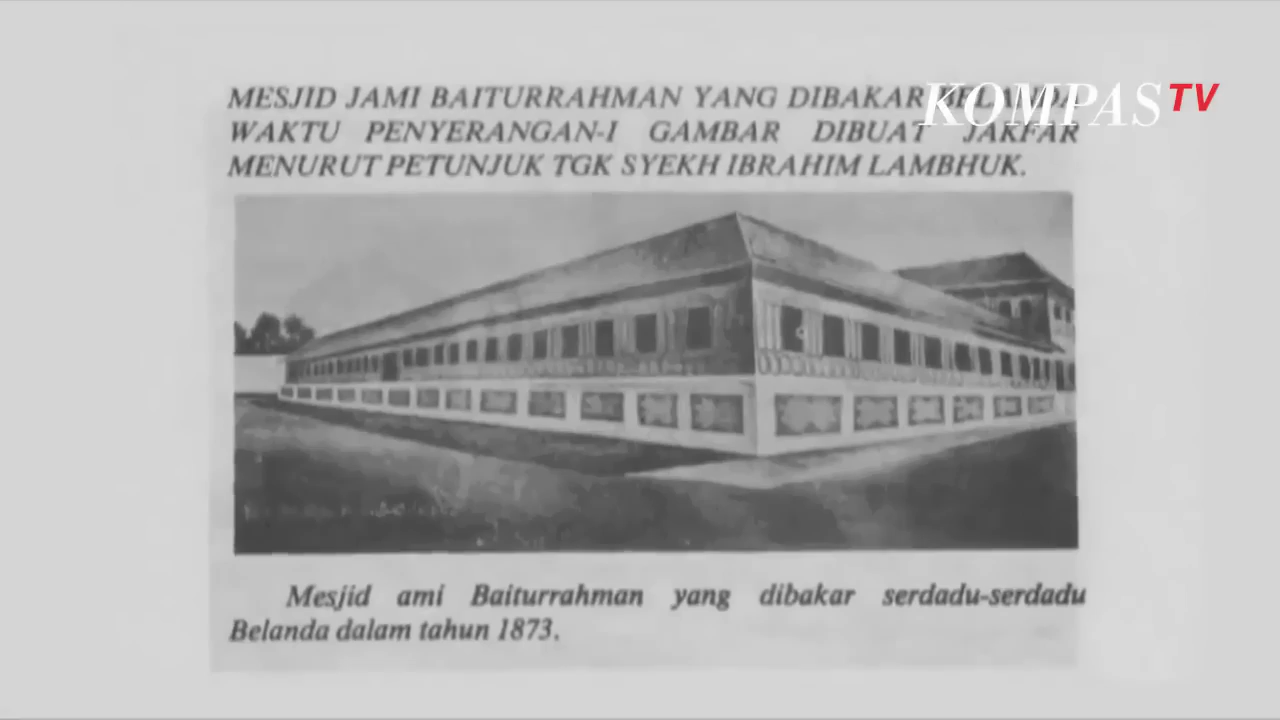 MESJID JAMI BAITURRAHMAN YANG DIBAKAR
KOMPAS TV
WAKTU PENYERANGAN-I GAMBAR DIBUAT JAKFAR
MENURUT PETUNJUK TGK SYEKH IBRAHIM LAMBHUK.
Mesjid ami Baiturrahman yang dibakar serdadu-serdadu
Belanda dalam tahun 1873.